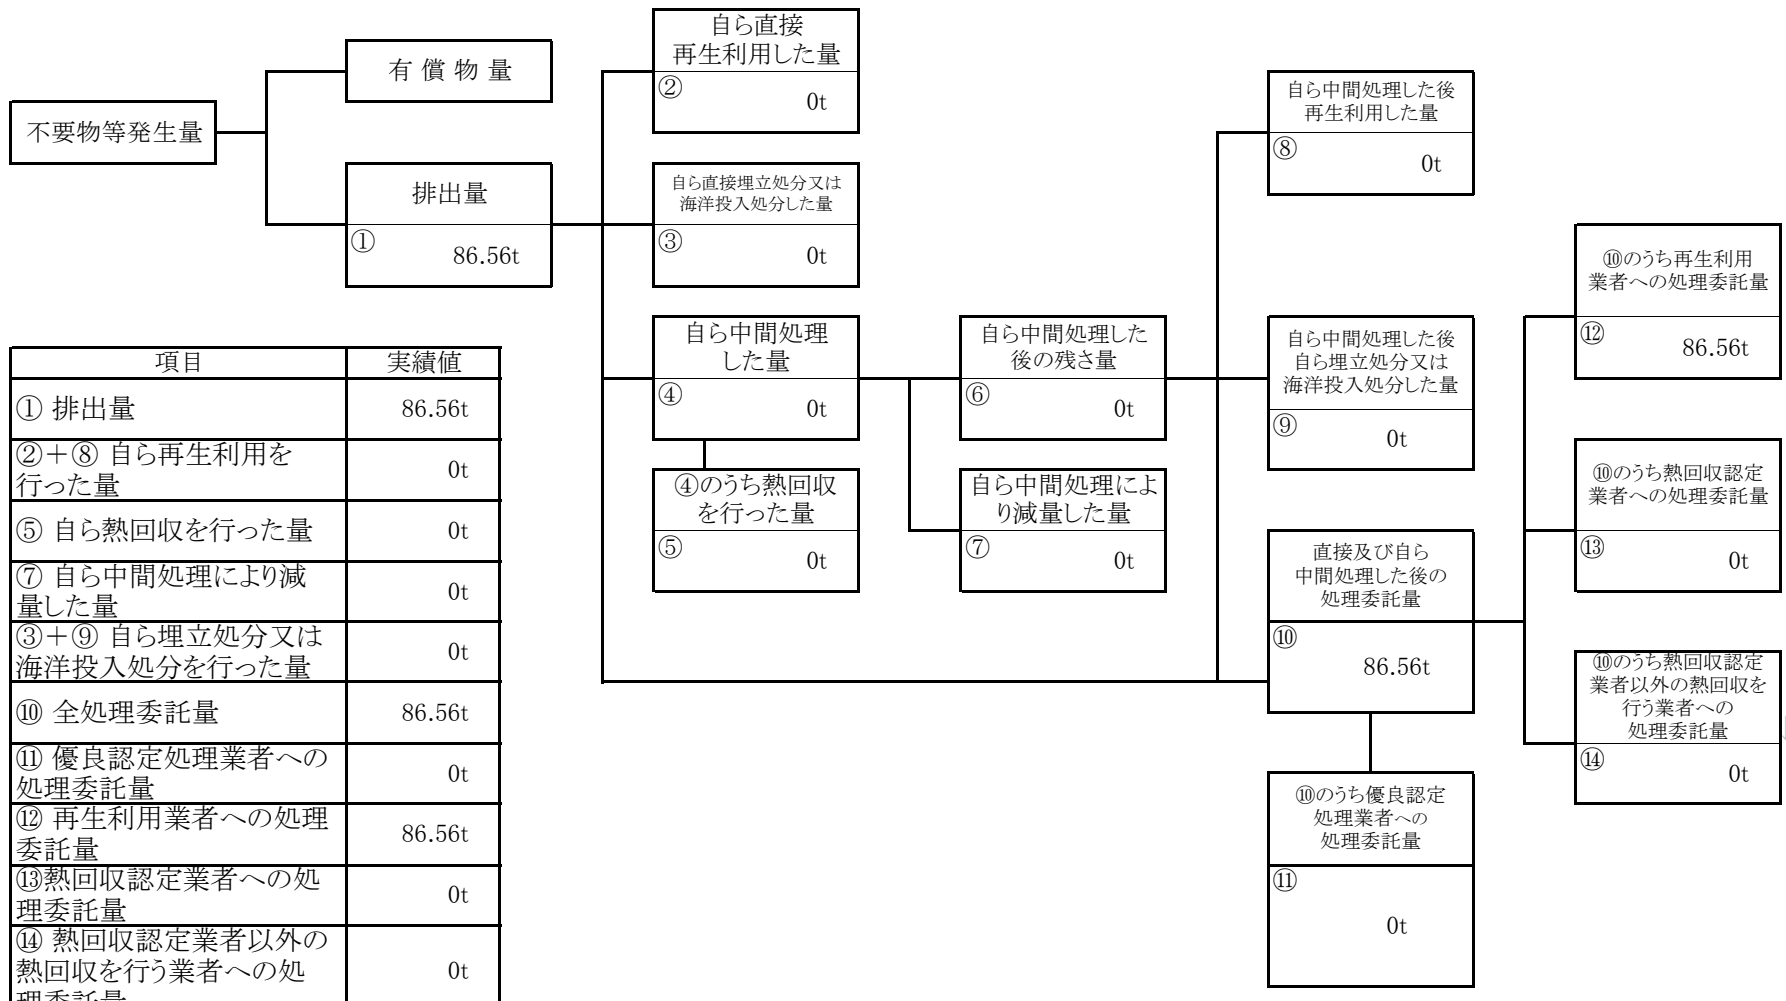 不要物等発生量
有 償 物 量
排出量
①
86.56t
自ら直接
再生利用した量
②
0t
自ら直接埋立処分又は
海洋投入処分した量
③
0t
自ら中間処理
した量
④
0t
④のうち熱回収
を行った量
⑤
0t
自ら中間処理した
後の残さ量
⑥
0t
自ら中間処理によ
り減量した量
⑦
0t
自ら中間処理した後
再生利用した量
⑧
0t
自ら中間処理した後
自ら埋立処分又は
海洋投入処分した量
⑨
0t
直接及び自ら
中間処理した後の
処理委託量
⑩
86.56t
⑩のうち優良認定
処理業者への
処理委託量
⑪
0t
⑩のうち再生利用
業者への処理委託量
⑫
86.56t
⑩のうち熱回収認定
業者への処理委託量
⑬
0t
⑩のうち熱回収認定
業者以外の熱回収を
行う業者への
処理委託量
⑭
0t
項目 実績値
① 排出量 86.56t
②+⑧ 自ら再生利用を
行った量 0t
⑤ 自ら熱回収を行った量 0t
⑦ 自ら中間処理により減
量した量 0t
③+⑨ 自ら埋立処分又は
海洋投入処分を行った量 0t
⑩ 全処理委託量 86.56t
⑪ 優良認定処理業者への
処理委託量 0t
⑫ 再生利用業者への処理
委託量 86.56t
⑬熱回収認定業者への処
理委託量 0t
⑭ 熱回収認定業者以外の
熱回収を行う業者への処 0t
理委託量